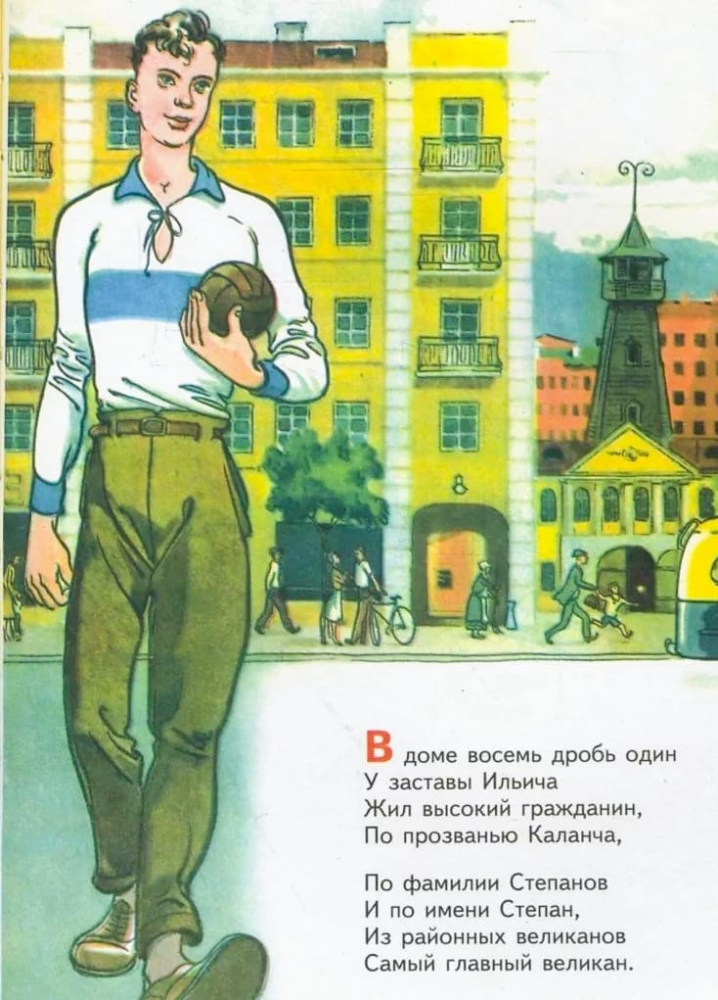 В доме восемь дробь один
У заставы Ильича
Жил высокий гражданин,
По прозванью Каланча,
По фамилии Степанов
И по имени Степан,
Из районных великанов
Самый главный великан.